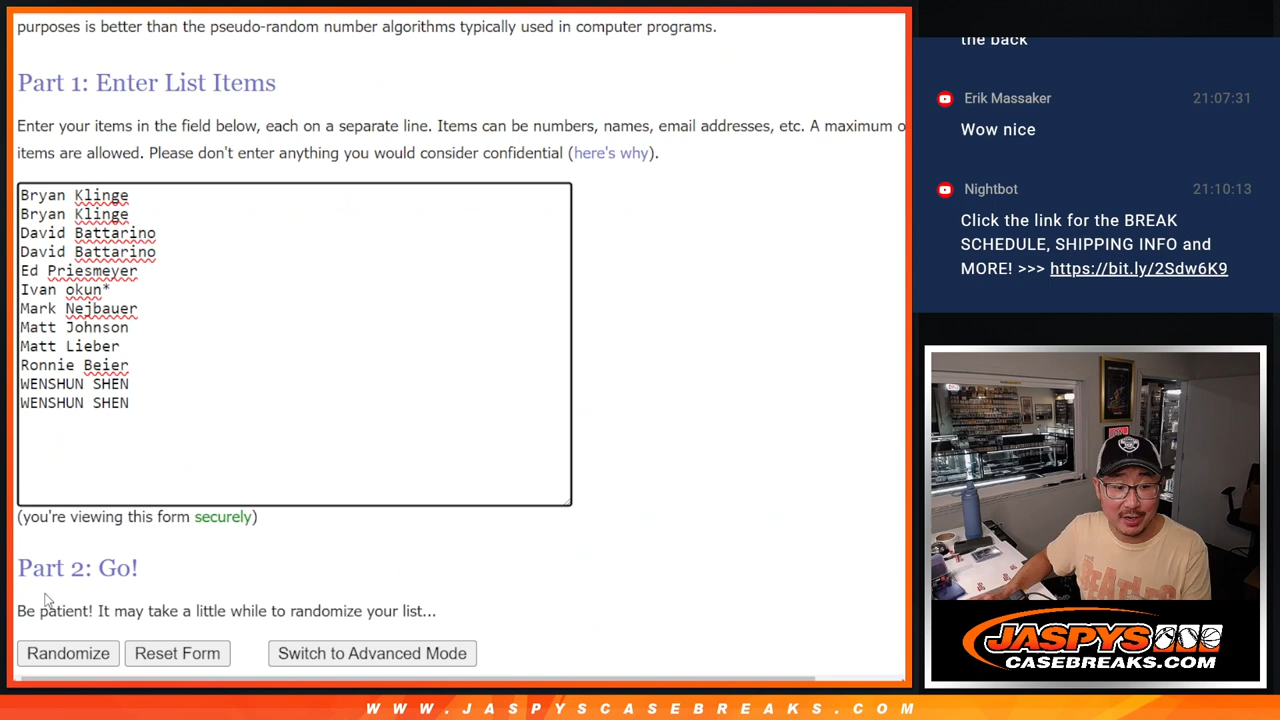 purposes is better than the pseudo-random number algorithms typically used in computer programs.
Part 1: Enter List Items
Enter your items in the field below, each on a separate line. Items can be numbers, names, email addresses, etc. A maximum o
items are allowed. Please don't enter anything you would consider confidential (here's why).
Bryan Klinge
Bryan Klinge
David Battarino
David Battarino
Ed Priesmeyer
Ivan okun*
Mark Nejbauer
Matt Johnson
Matt Lieber
Ronnie Beier
WENSHUN SHEN
WENSHUN SHEN
(you're viewing this form securely)
Part 2: Go!
Be patient! It may take a little while to randomize your list...
Randomize
Reset Form
Switch to Advanced Mode
the back
Erik Massaker 21:07:31
Wow nice
Nightbot 21:10:13
Click the link for the BREAK
SCHEDULE, SHIPPING INFO and
MORE! >>> https://bit.ly/2Sdw6K9
JASPYS
CASEBREAKS.COM
WWW.JASPYSCASEBREAKS.COM